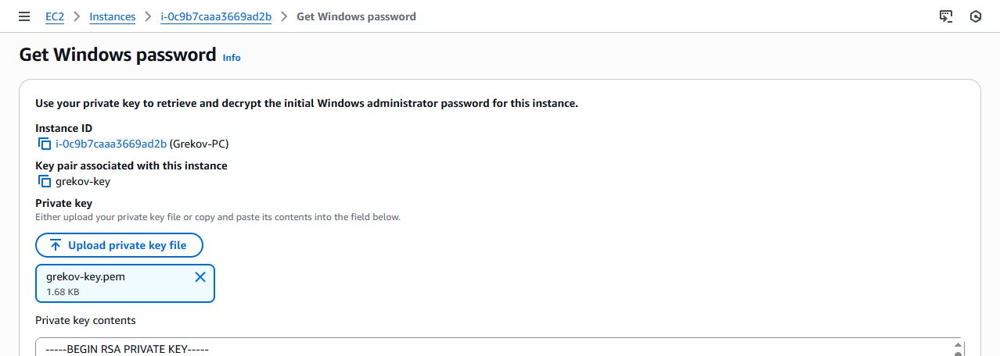 EC2 > Instances > i-0c9b7caaa3669ad2b > Get Windows password
Get Windows password Info
Use your private key to retrieve and decrypt the initial Windows administrator password for this instance.
Instance ID
i-0c9b7caaa3669ad2b (Grekov-PC)
Key pair associated with this instance
grekov-key
Private key
Either upload your private key file or copy and paste its contents into the field below.
Upload private key file
grekov-key.pem
1.68 KB
Private key contents
-----BEGIN RSA PRIVATE KEY-----